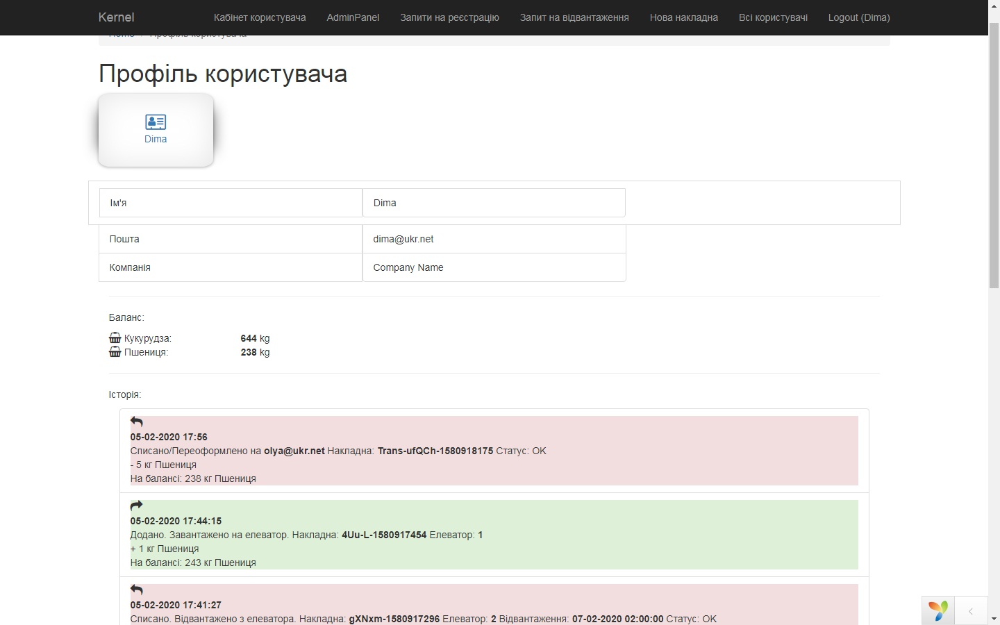 Kernel Кабінет користувача AdminPanel Запити на реєстрацію Запит на відвантаження Нова накладна Всі користувачі Logout (Dima)
Home / Профіль користувача
Профіль користувача
Dima
Ім'я Dima
Пошта dima@ukr.net
Компанія Company Name
Баланс:
Кукурудза: 644 kg
Пшениця: 238 kg
Історія:
05-02-2020 17:56
Списано/Переоформлено на olya@ukr.net Накладна: Trans-ufQCh-1580918175 Статус: OK
- 5 кг Пшениця
На балансі: 238 кг Пшениця
05-02-2020 17:44:15
Додано. Завантажено на елеватор. Накладна: 4Uu-L-1580917454 Елеватор: 1
+ 1 кг Пшениця
На балансі: 243 кг Пшениця
05-02-2020 17:41:27
Списано. Відвантажено з елеватора. Накладна: gXNxm-1580917296 Елеватор: 2 Відвантаження: 07-02-2020 02:00:00 Статус: OK